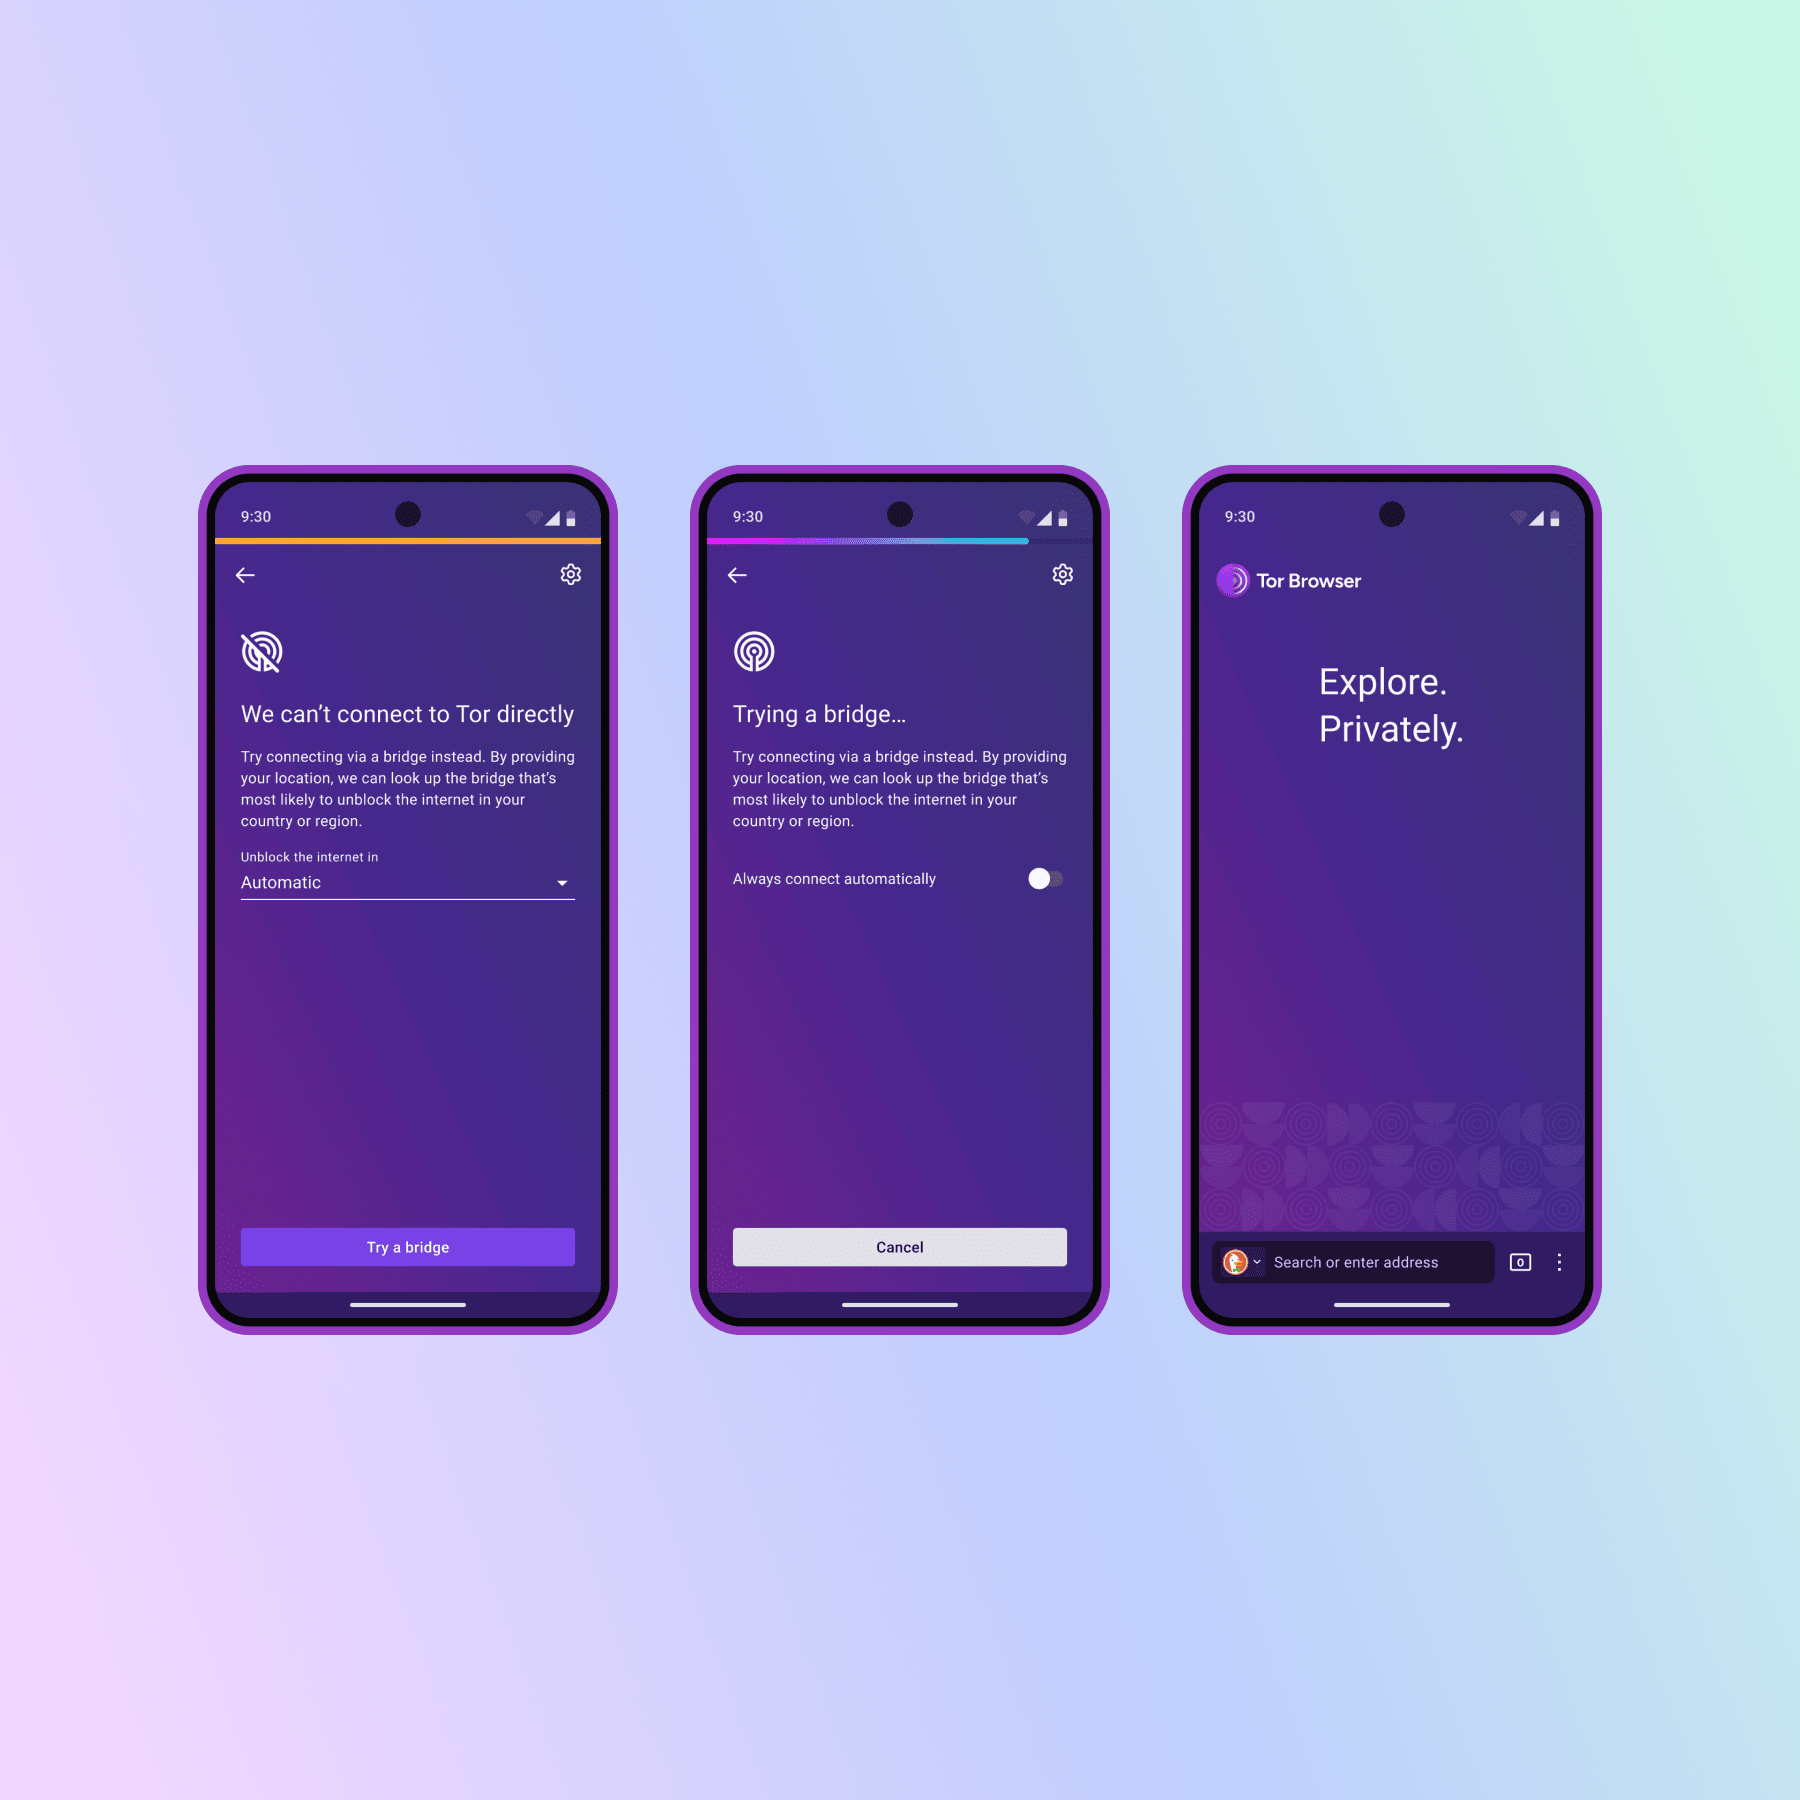 9:30
We can’t connect to Tor directly
Try connecting via a bridge instead. By providing
your location, we can look up the bridge that’s
most likely to unblock the internet in your
country or region.
Unblock the internet in
Automatic
Try a bridge
9:30
Trying a bridge…
Try connecting via a bridge instead. By providing
your location, we can look up the bridge that’s
most likely to unblock the internet in your
country or region.
Always connect automatically
Cancel
9:30
Tor Browser
Explore.
Privately.
Search or enter address
0